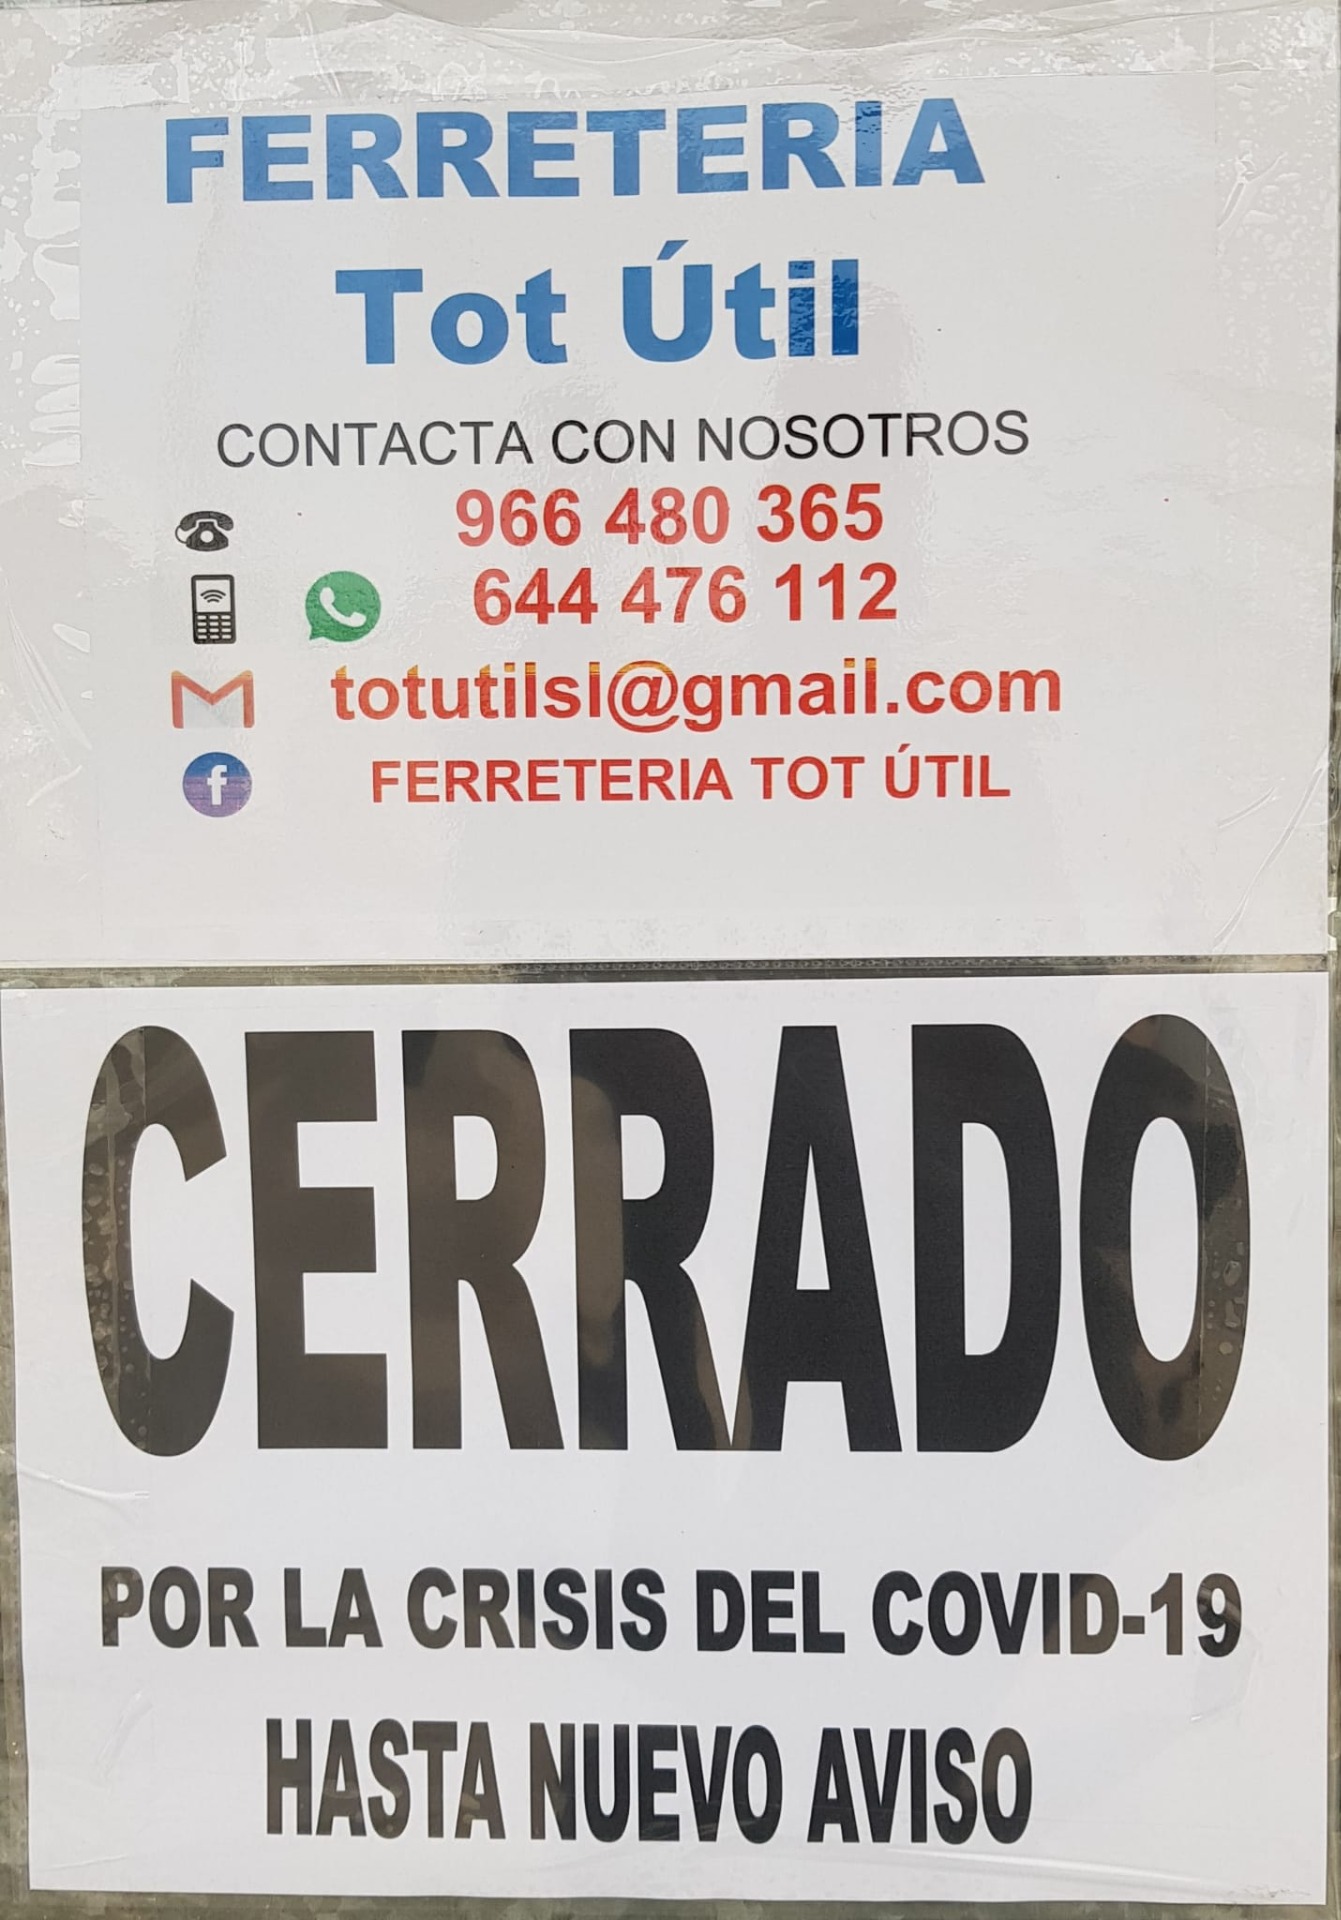 FERRETERIA
Tot Útil
CONTACTA CON NOSOTROS
966 480 365
644 476 112
totutilsl@gmail.com
FERRETERIA TOT ÚTIL
CERRADO
POR LA CRISIS DEL COVID-19
HASTA NUEVO AVISO